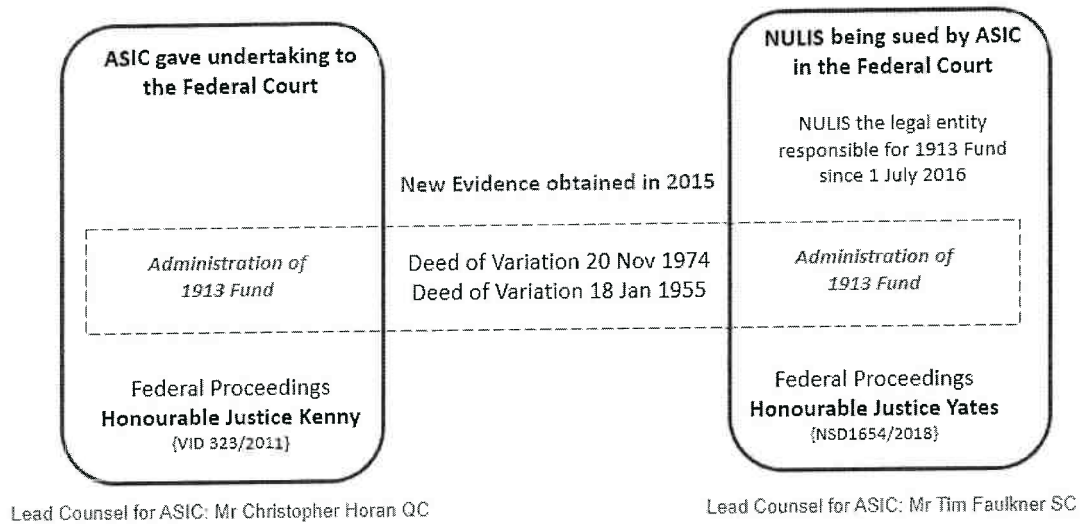 ASIC gave undertaking to
the Federal Court
NULIS being sued by ASIC
in the Federal Court
NULIS the legal entity
responsible for 1913 Fund
since 1 July 2016
New Evidence obtained in 2015
Administration of
1913 Fund
Deed of Variation 20 Nov 1974
Deed of Variation 18 Jan 1955
Administration of
1913 Fund
Federal Proceedings
Honourable Justice Kenny
{VID 323/2011}
Federal Proceedings
Honourable Justice Yates
{NSD1654/2018}
Lead Counsel for ASIC: Mr Christopher Horan QC
Lead Counsel for ASIC: Mr Tim Faulkner SC